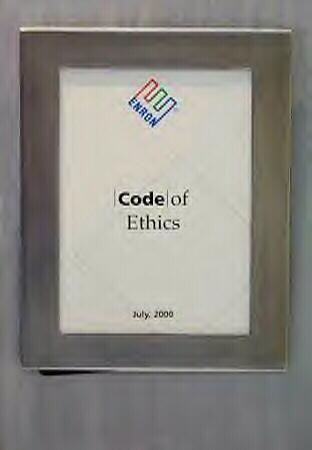 ENRON
Code of
Ethics
July, 2000